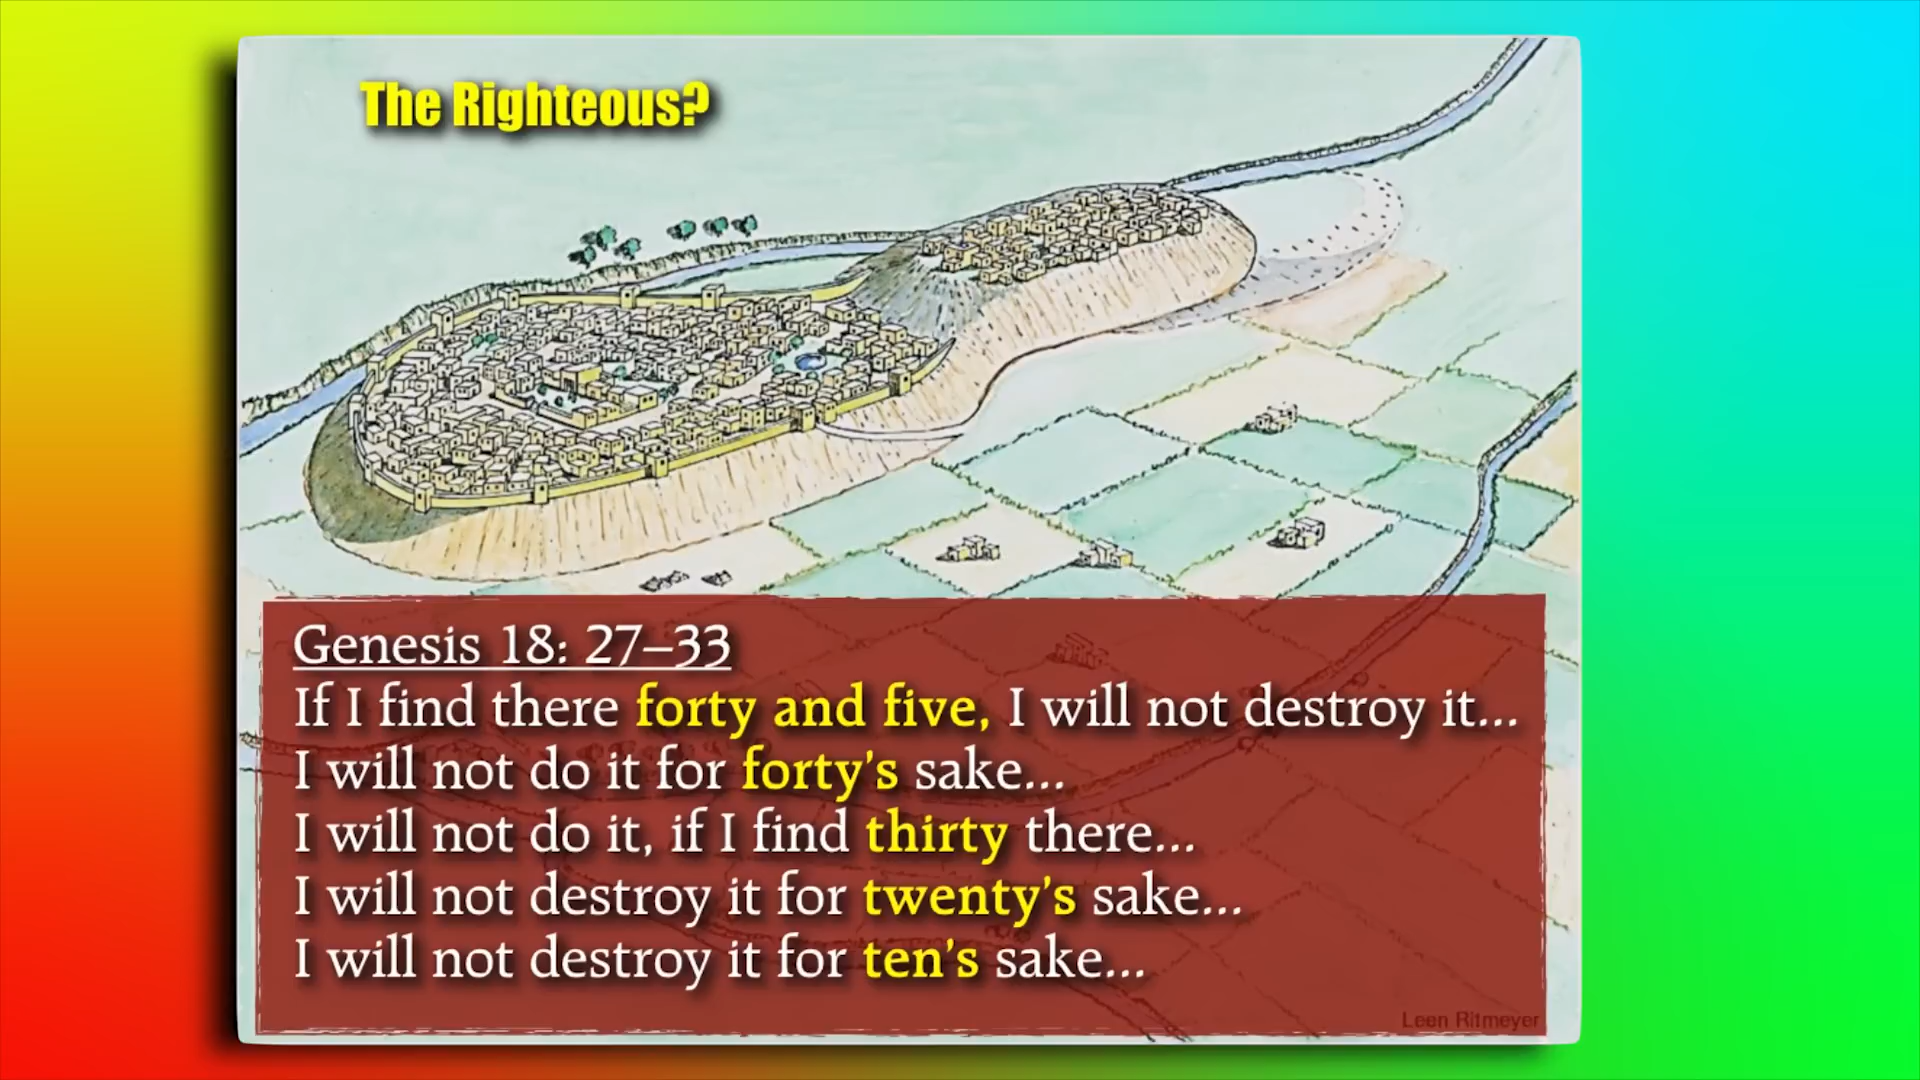 The Righteous?
Genesis 18: 27–33
If I find there forty and five, I will not destroy it...
I will not do it for forty's sake...
I will not do it, if I find thirty there...
I will not destroy it for twenty's sake...
I will not destroy it for ten's sake...
Leen Ritmeyer